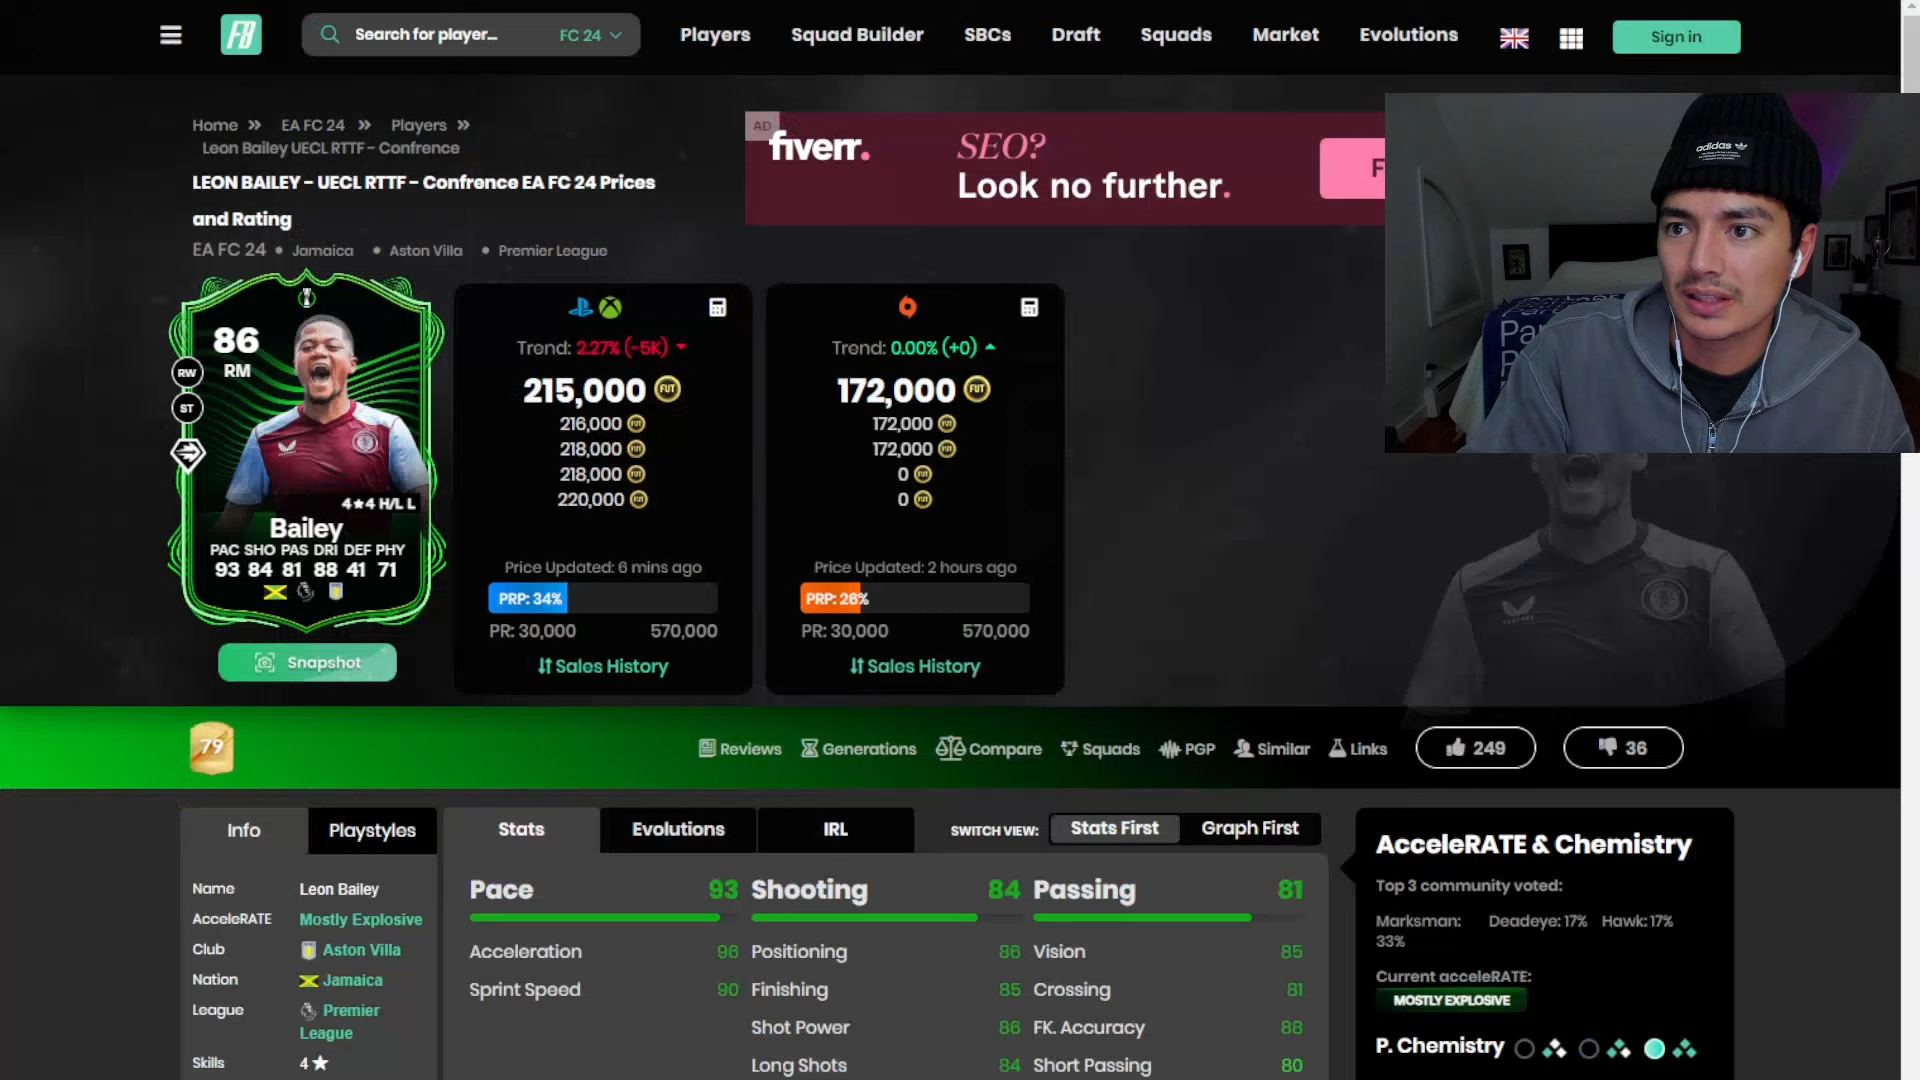 Search for player...
FC 24
Players
Squad Builder
SBCs
Draft
Squads
Market
Evolutions
Sign in
Home » EA FC 24 » Players »
Leon Bailey UECL RTTF - Confrence
LEON BAILEY - UECL RTTF - Confrence EA FC 24 Prices
and Rating
EA FC 24 • Jamaica • Aston Villa • Premier League
AD
fiverr.
SEO?
Look no further.
F
adidas
86
RM
RW
ST
4★4 H/L L
Bailey
PAC SHO PAS DRI DEF PHY
93 84 81 88 41 71
Snapshot
Trend: 2.27% (-5K)
215,000
216,000
218,000
218,000
220,000
Price Updated: 6 mins ago
PRP: 34%
PR: 30,000 570,000
Sales History
Trend: 0.00% (+0)
172,000
172,000
172,000
0
0
Price Updated: 2 hours ago
PRP: 26%
PR: 30,000 570,000
Sales History
79
Reviews
Generations
Compare
Squads
PGP
Similar
Links
249
36
Info
Playstyles
Name Leon Bailey
AcceleRATE Mostly Explosive
Club Aston Villa
Nation Jamaica
League Premier
League
Skills 4★
Stats
Evolutions
IRL
SWITCH VIEW:
Stats First
Graph First
Pace 93
Acceleration 96
Sprint Speed 90
Shooting 84
Positioning 86
Finishing 85
Shot Power 86
Long Shots 84
Passing 81
Vision 85
Crossing 81
FK. Accuracy 88
Short Passing 80
AcceleRATE & Chemistry
Top 3 community voted:
Marksman: Deadeye: 17% Hawk: 17%
33%
Current acceleRATE:
MOSTLY EXPLOSIVE
P. Chemistry